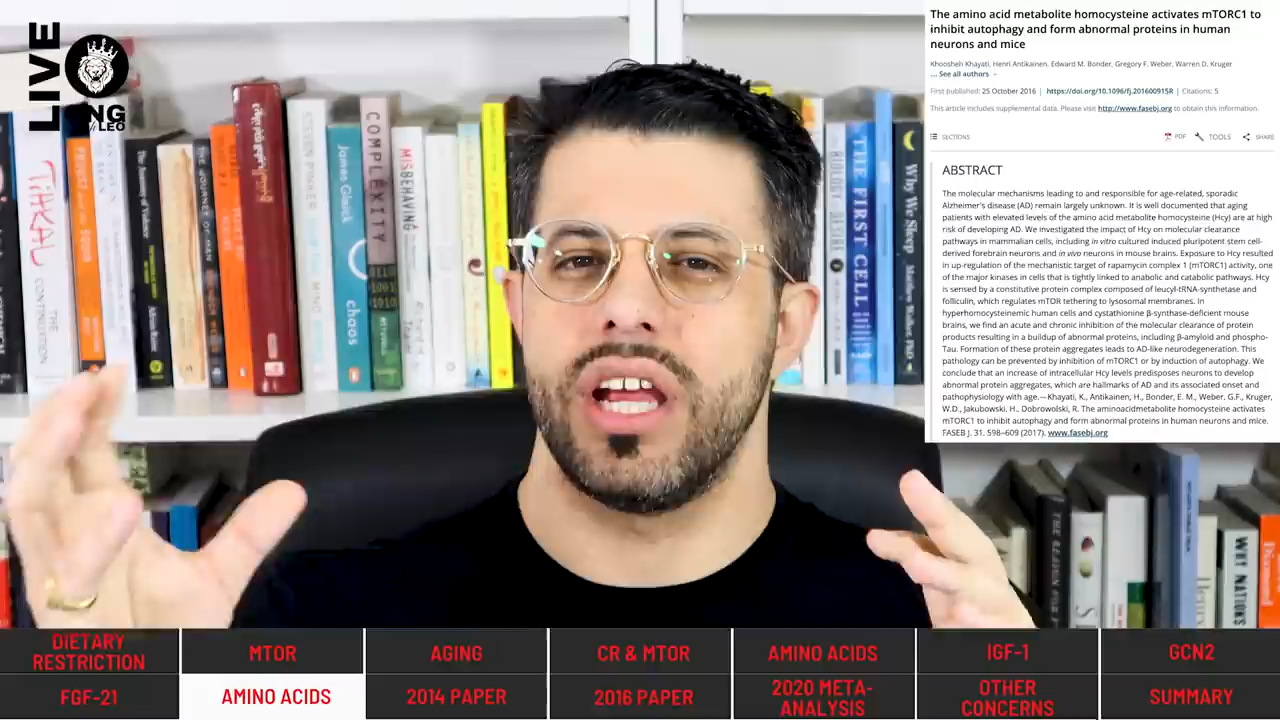 LIVE
LONG
LEO
The amino acid metabolite homocysteine activates mTORC1 to
inhibit autophagy and form abnormal proteins in human
neurons and mice
Khoosheh Khayati, Henri Antikainen, Edward M. Bonder, Gregory F. Weber, Warren D. Kruger
... See all authors
First published: 25 October 2016 | https://doi.org/10.1096/fj.201600915R | Citations: 5
This article includes supplemental data. Please visit http://www.fasebj.org to obtain this information.
SECTIONS
PDF TOOLS SHARE
ABSTRACT
The molecular mechanisms leading to and responsible for age-related, sporadic
Alzheimer's disease (AD) remain largely unknown. It is well documented that aging
patients with elevated levels of the amino acid metabolite homocysteine (Hcy) are at high
risk of developing AD. We investigated the impact of Hcy on molecular clearance
pathways in mammalian cells, including in vitro cultured induced pluripotent stem cell-
derived forebrain neurons and in vivo neurons in mouse brains. Exposure to Hcy resulted
in up-regulation of the mechanistic target of rapamycin complex 1 (mTORC1) activity, one
of the major kinases in cells that is tightly linked to anabolic and catabolic pathways. Hcy
is sensed by a constitutive protein complex composed of leucyl-tRNA-synthetase and
folliculin, which regulates mTOR tethering to lysosomal membranes. In
hyperhomocysteinemic human cells and cystathionine β-synthase-deficient mouse
brains, we find an acute and chronic inhibition of the molecular clearance of protein
products resulting in a buildup of abnormal proteins, including β-amyloid and phospho-
Tau. Formation of these protein aggregates leads to AD-like neurodegeneration. This
pathology can be prevented by inhibition of mTORC1 or by induction of autophagy. We
conclude that an increase of intracellular Hcy levels predisposes neurons to develop
abnormal protein aggregates, which are hallmarks of AD and its associated onset and
pathophysiology with age.—Khayati, K., Antikainen, H., Bonder, E. M., Weber, G.F., Kruger,
W.D., Jakubowski, H., Dobrowolski, R. The aminoacidmetabolite homocysteine activates
mTORC1 to inhibit autophagy and form abnormal proteins in human neurons and mice.
FASEB J. 31. 598–609 (2017). www.fasebj.org
TiHKAL
THE CONTINUATION
THE JOURNEY OF MAN
James Gleick
chaos
COMPLEXITY
MISBEHAVING
THE FIRST CELL
Why We Sleep
Matthew Walker, PhD
WHY NATIONS
DIETARY RESTRICTION
MTOR
AGING
CR & MTOR
AMINO ACIDS
IGF-1
GCN2
FGF-21
AMINO ACIDS
2014 PAPER
2016 PAPER
2020 META-
ANALYSIS
OTHER
CONCERNS
SUMMARY